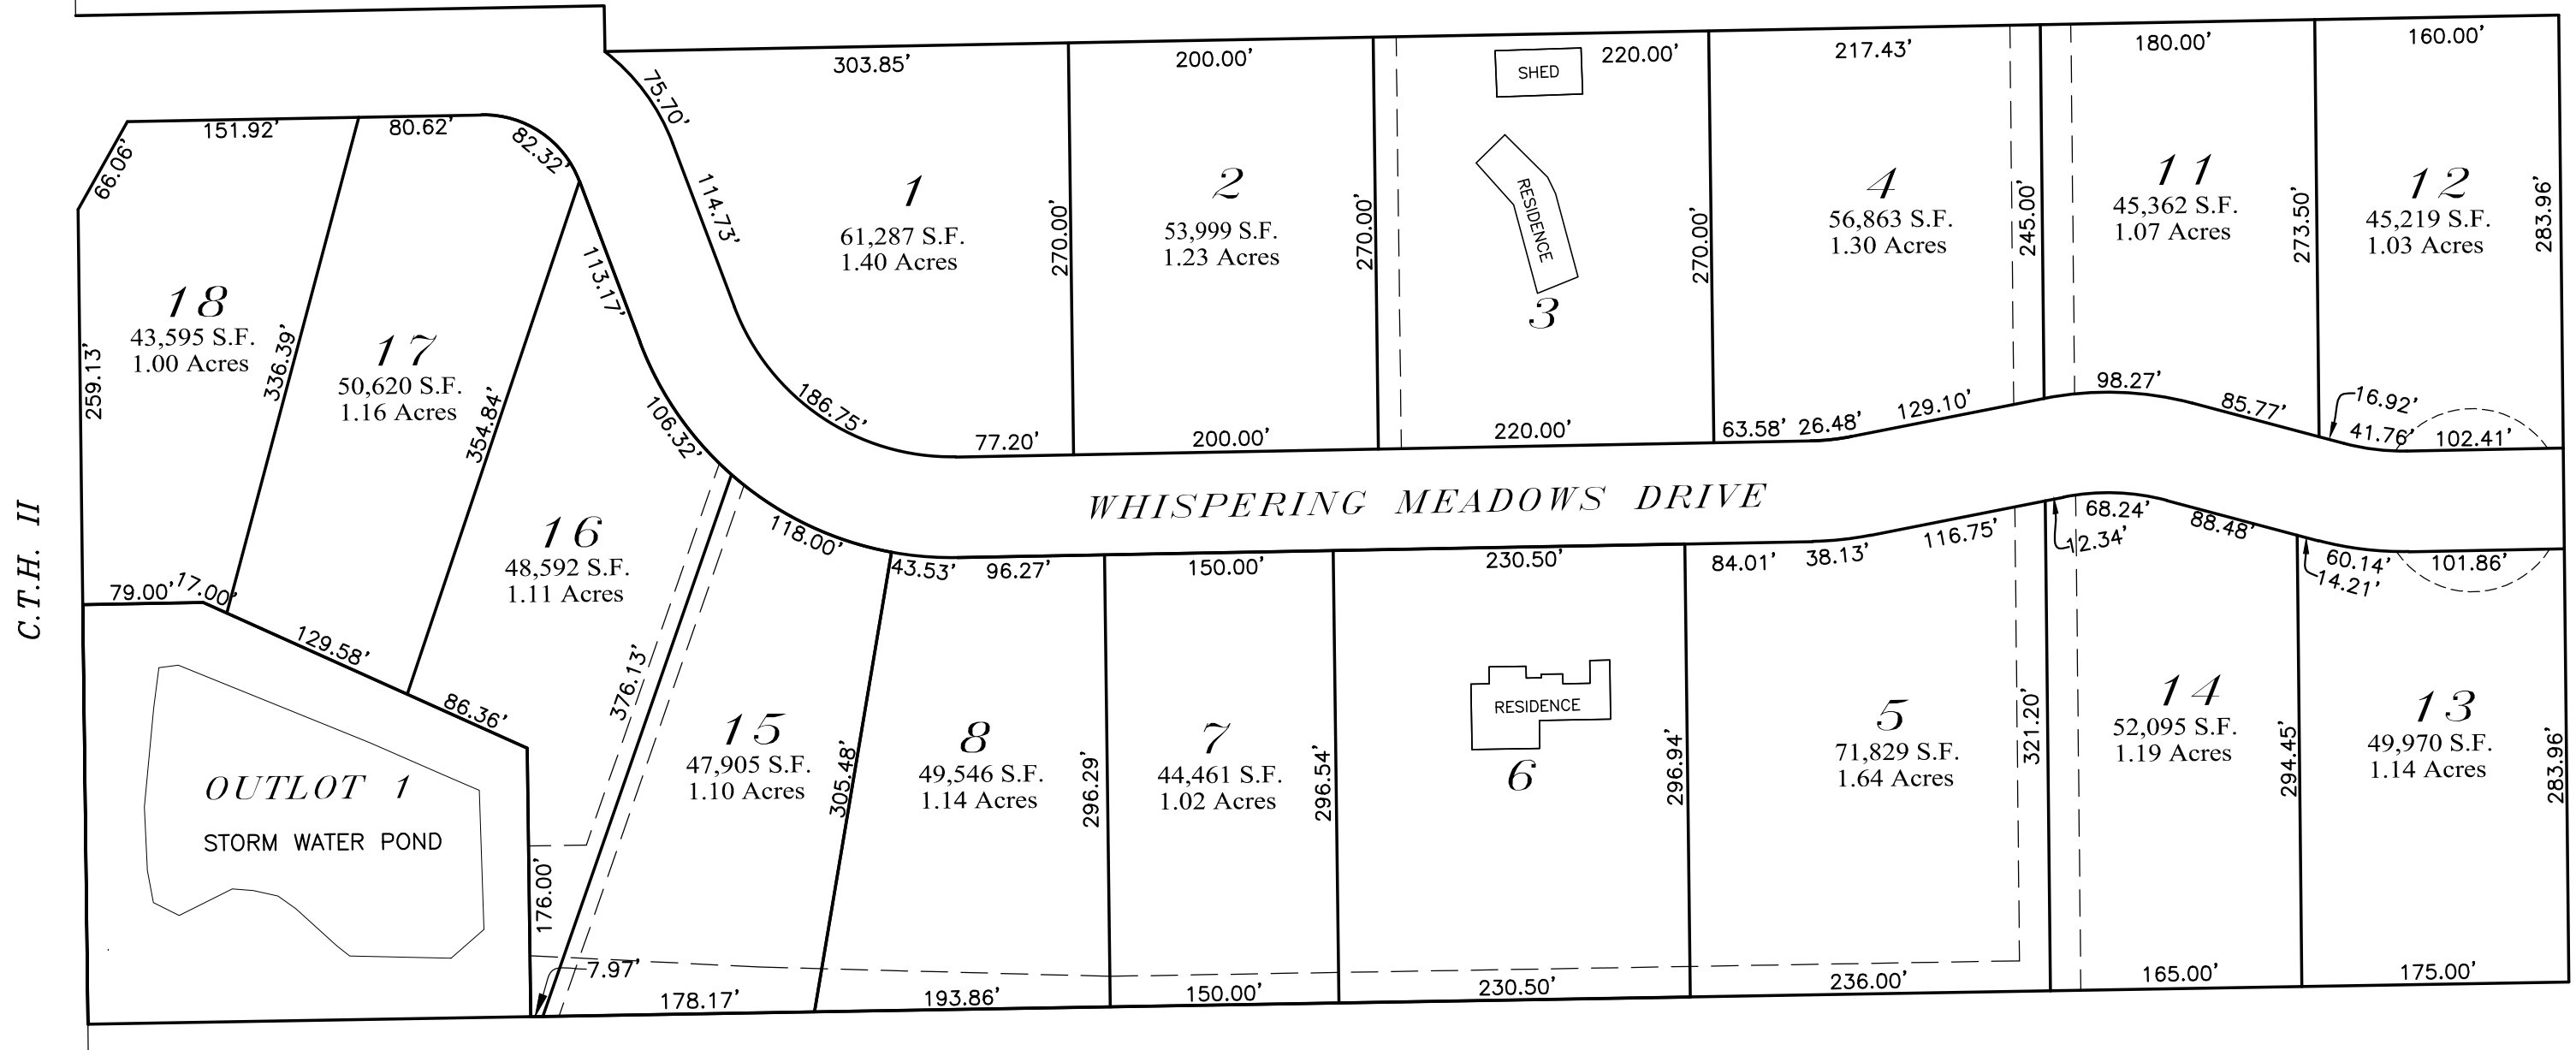 303.85’
200.00’
220.00’
217.43’
180.00’
160.00’
SHED
75.70’
151.92’
80.62’
82.32’
66.06’
114.73’
1
61,287 S.F.
1.40 Acres
270.00’
2
53,999 S.F.
1.23 Acres
270.00’
RESIDENCE
3
270.00’
4
56,863 S.F.
1.30 Acres
245.00’
11
45,362 S.F.
1.07 Acres
273.50’
12
45,219 S.F.
1.03 Acres
283.96’
18
43,595 S.F.
1.00 Acres
259.13’
336.39’
17
50,620 S.F.
1.16 Acres
354.84’
113.17’
106.32’
186.75’
77.20’
200.00’
220.00’
63.58’
26.48’
129.10’
98.27’
85.77’
16.92’
41.76’
102.41’
WHISPERING MEADOWS DRIVE
C.T.H. II
79.00’
17.00’
129.58’
86.36’
16
48,592 S.F.
1.11 Acres
376.13’
118.00’
43.53’
96.27’
150.00’
230.50’
84.01’
38.13’
116.75’
12.34’
68.24’
88.48’
14.21’
60.14’
101.86’
15
47,905 S.F.
1.10 Acres
305.48’
8
49,546 S.F.
1.14 Acres
296.29’
7
44,461 S.F.
1.02 Acres
296.54’
RESIDENCE
6
296.94’
5
71,829 S.F.
1.64 Acres
321.20’
14
52,095 S.F.
1.19 Acres
294.45’
13
49,970 S.F.
1.14 Acres
283.96’
OUTLOT 1
STORM WATER POND
176.00’
7.97’
178.17’
193.86’
150.00’
230.50’
236.00’
165.00’
175.00’